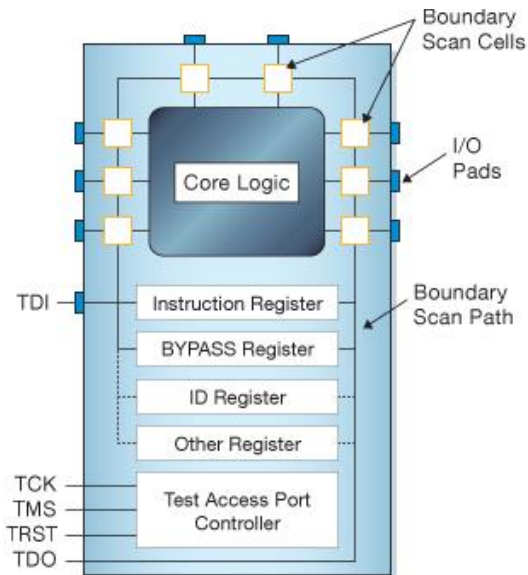 Boundary
Scan Cells
I/O
Pads
Core Logic
TDI
Instruction Register
Boundary
Scan Path
BYPASS Register
ID Register
Other Register
TCK
TMS
TRST
TDO
Test Access Port
Controller